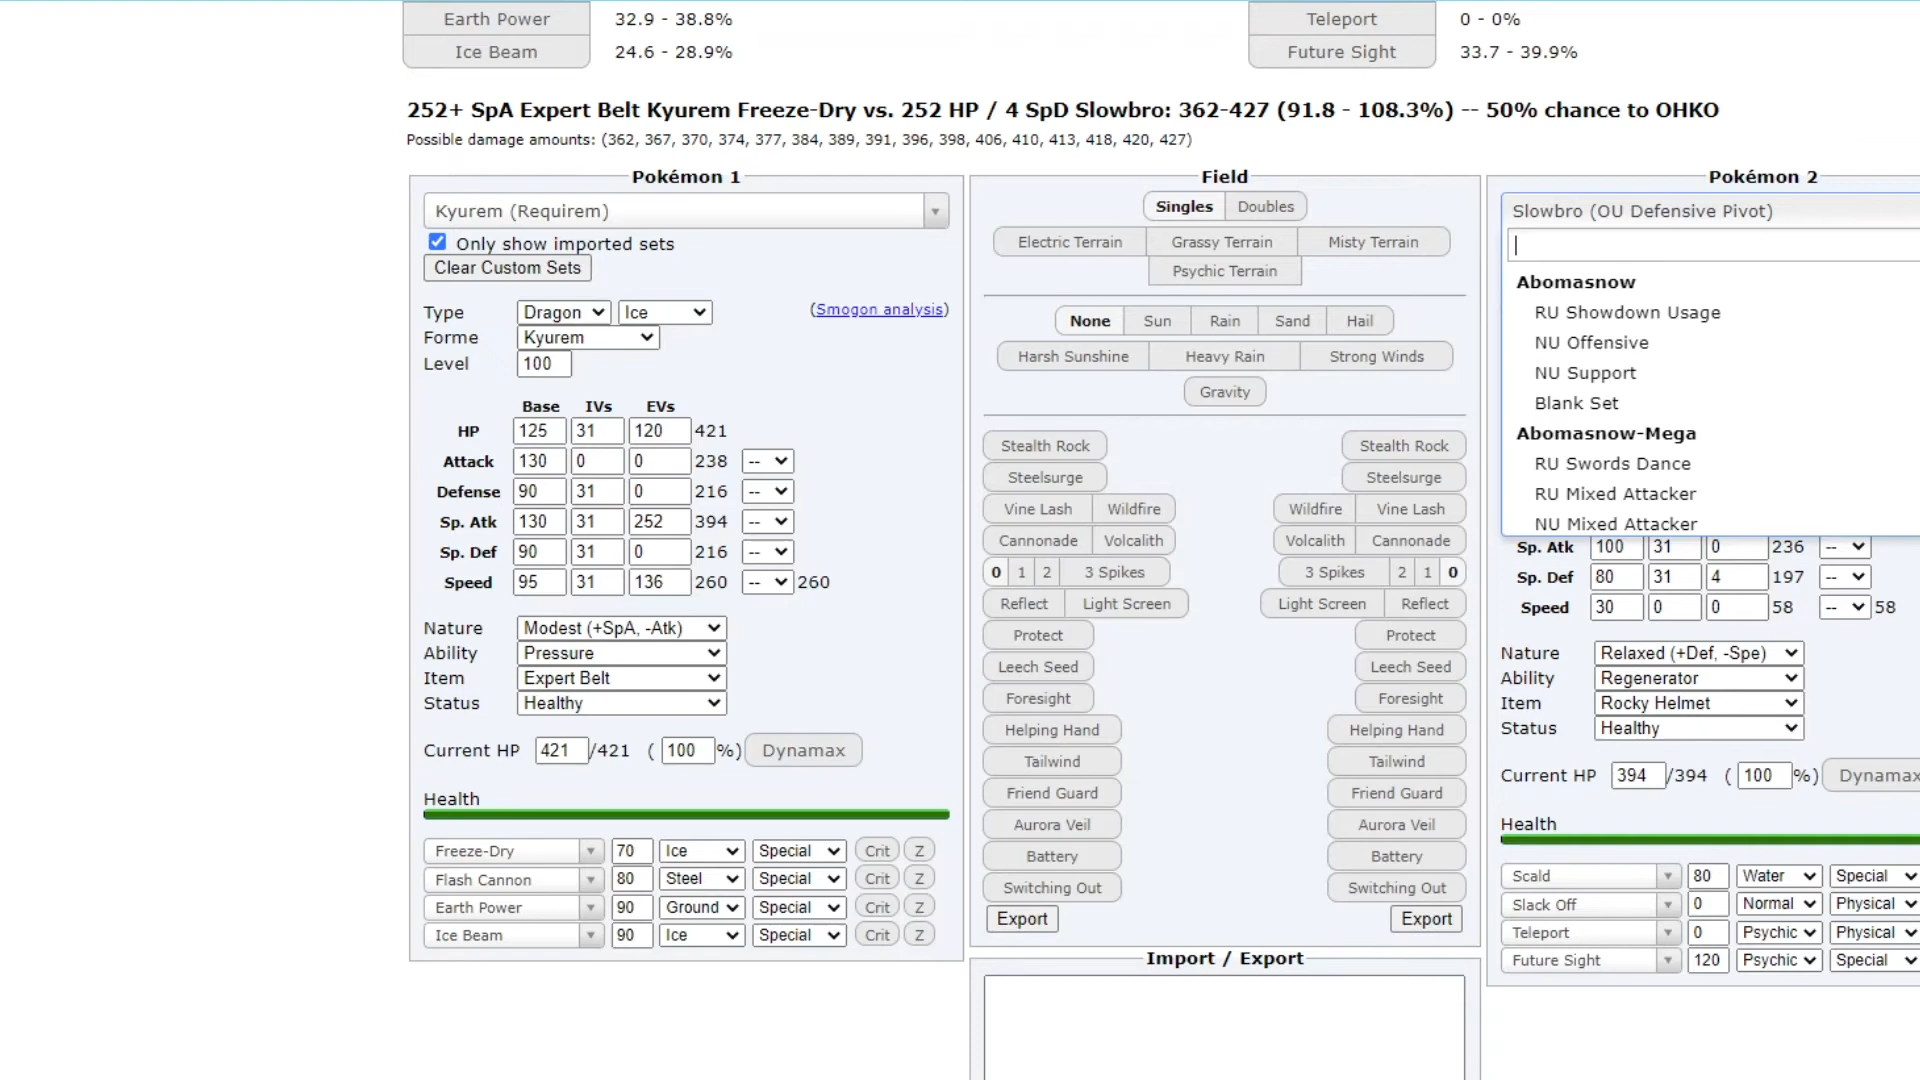 Earth Power 32.9 - 38.8% Teleport 0 - 0%
Ice Beam 24.6 - 28.9% Future Sight 33.7 - 39.9%
252+ SpA Expert Belt Kyurem Freeze-Dry vs. 252 HP / 4 SpD Slowbro: 362-427 (91.8 - 108.3%) -- 50% chance to OHKO
Possible damage amounts: (362, 367, 370, 374, 377, 384, 389, 391, 396, 398, 406, 410, 413, 418, 420, 427)
Pokémon 1
Kyurem (Requirem)
Only show imported sets
Clear Custom Sets
Type Dragon Ice (Smogon analysis)
Forme Kyurem
Level 100
Base IVs EVs
HP 125 31 120 421
Attack 130 0 0 238 --
Defense 90 31 0 216 --
Sp. Atk 130 31 252 394 --
Sp. Def 90 31 0 216 --
Speed 95 31 136 260 -- 260
Nature Modest (+SpA, -Atk)
Ability Pressure
Item Expert Belt
Status Healthy
Current HP 421 /421 ( 100 %) Dynamax
Health
Freeze-Dry 70 Ice Special Crit Z
Flash Cannon 80 Steel Special Crit Z
Earth Power 90 Ground Special Crit Z
Ice Beam 90 Ice Special Crit Z
Field
Singles Doubles
Electric Terrain Grassy Terrain Misty Terrain
Psychic Terrain
None Sun Rain Sand Hail
Harsh Sunshine Heavy Rain Strong Winds
Gravity
Stealth Rock Stealth Rock
Steelsurge Steelsurge
Vine Lash Wildfire Wildfire Vine Lash
Cannonade Volcalith Volcalith Cannonade
0 1 2 3 Spikes 3 Spikes 2 1 0
Reflect Light Screen Light Screen Reflect
Protect Protect
Leech Seed Leech Seed
Foresight Foresight
Helping Hand Helping Hand
Tailwind Tailwind
Friend Guard Friend Guard
Aurora Veil Aurora Veil
Battery Battery
Switching Out Switching Out
Export Export
Import / Export
Pokémon 2
Slowbro (OU Defensive Pivot)
Abomasnow
RU Showdown Usage
NU Offensive
NU Support
Blank Set
Abomasnow-Mega
RU Swords Dance
RU Mixed Attacker
NU Mixed Attacker
Sp. Atk 100 31 0 236 --
Sp. Def 80 31 4 197 --
Speed 30 0 0 58 -- 58
Nature Relaxed (+Def, -Spe)
Ability Regenerator
Item Rocky Helmet
Status Healthy
Current HP 394 /394 ( 100 %) Dynamax
Health
Scald 80 Water Special
Slack Off 0 Normal Physical
Teleport 0 Psychic Physical
Future Sight 120 Psychic Special